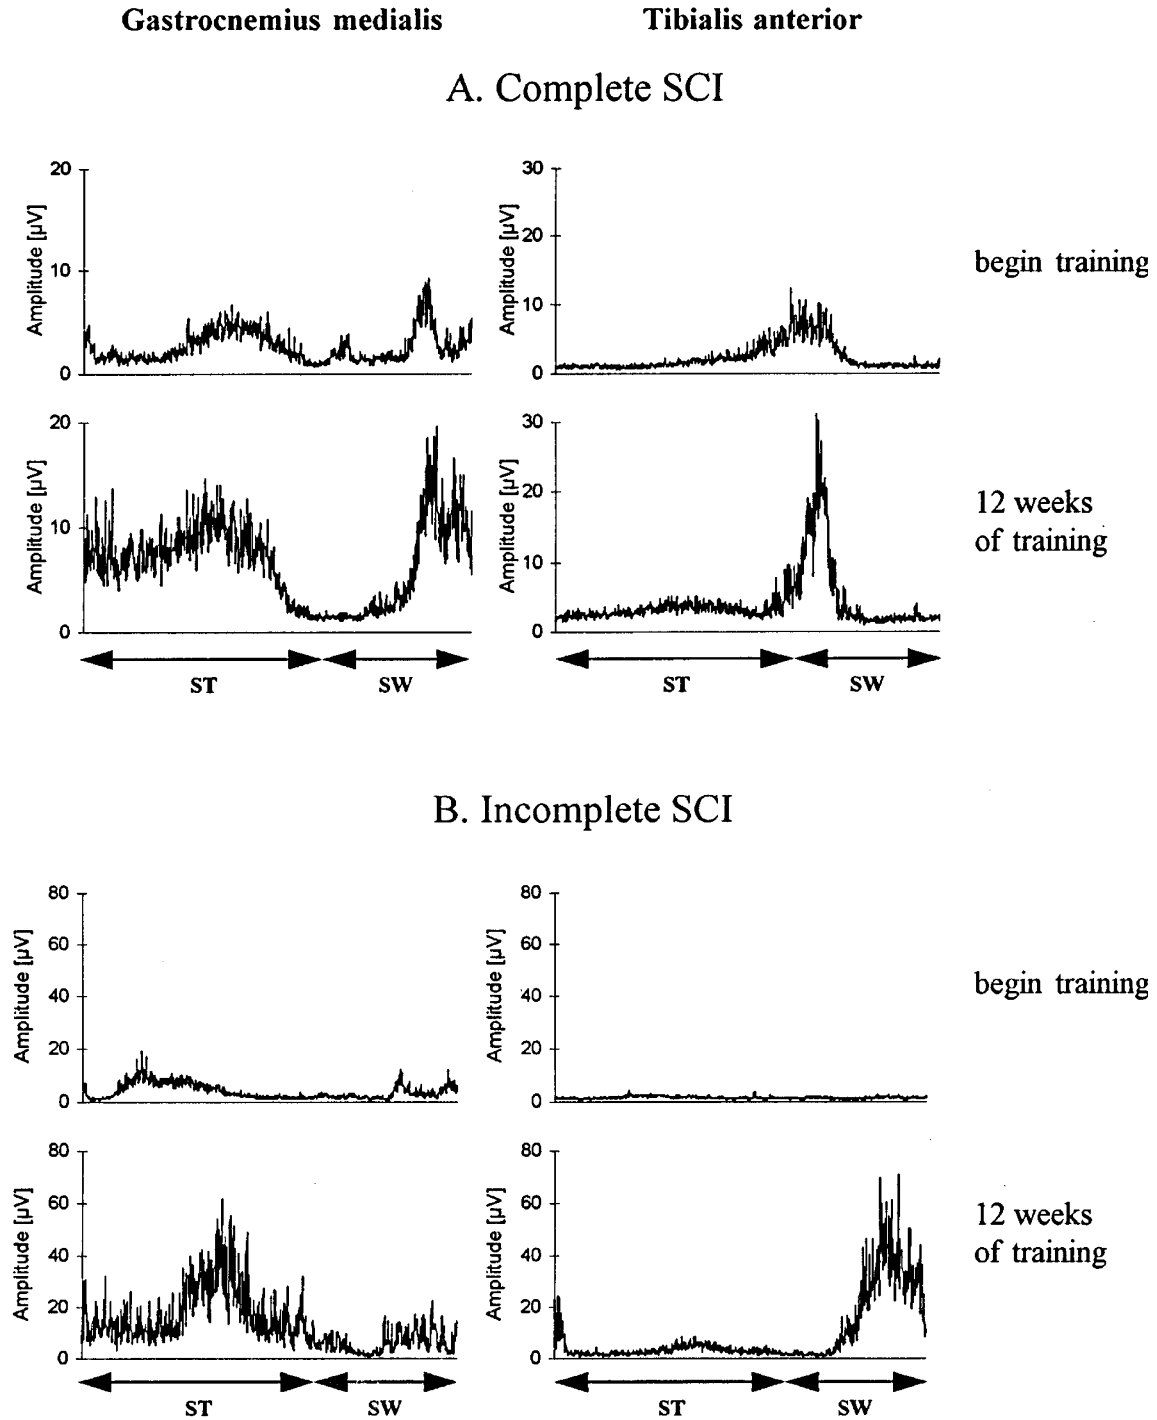 Gastrocnemius medialis Tibialis anterior
A. Complete SCI
20
10
0
Amplitude [µV]
30
20
10
0
Amplitude [µV]
begin training
20
10
0
Amplitude [µV]
30
20
10
0
Amplitude [µV]
12 weeks
of training
ST SW ST SW
B. Incomplete SCI
80
60
40
20
0
Amplitude [µV]
80
60
40
20
0
Amplitude [µV]
begin training
80
60
40
20
0
Amplitude [µV]
80
60
40
20
0
Amplitude [µV]
12 weeks
of training
ST SW ST SW